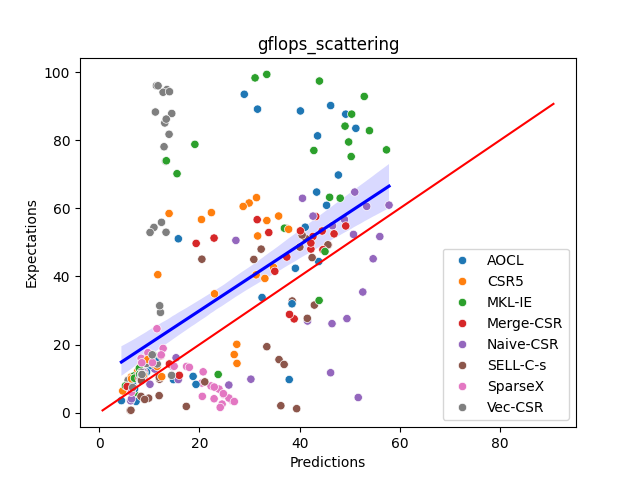 gflops_scattering
100
80
60
40
20
0
Expectations
0 20 40 60 80
Predictions
AOCL
CSR5
MKL-IE
Merge-CSR
Naive-CSR
SELL-C-s
SparseX
Vec-CSR